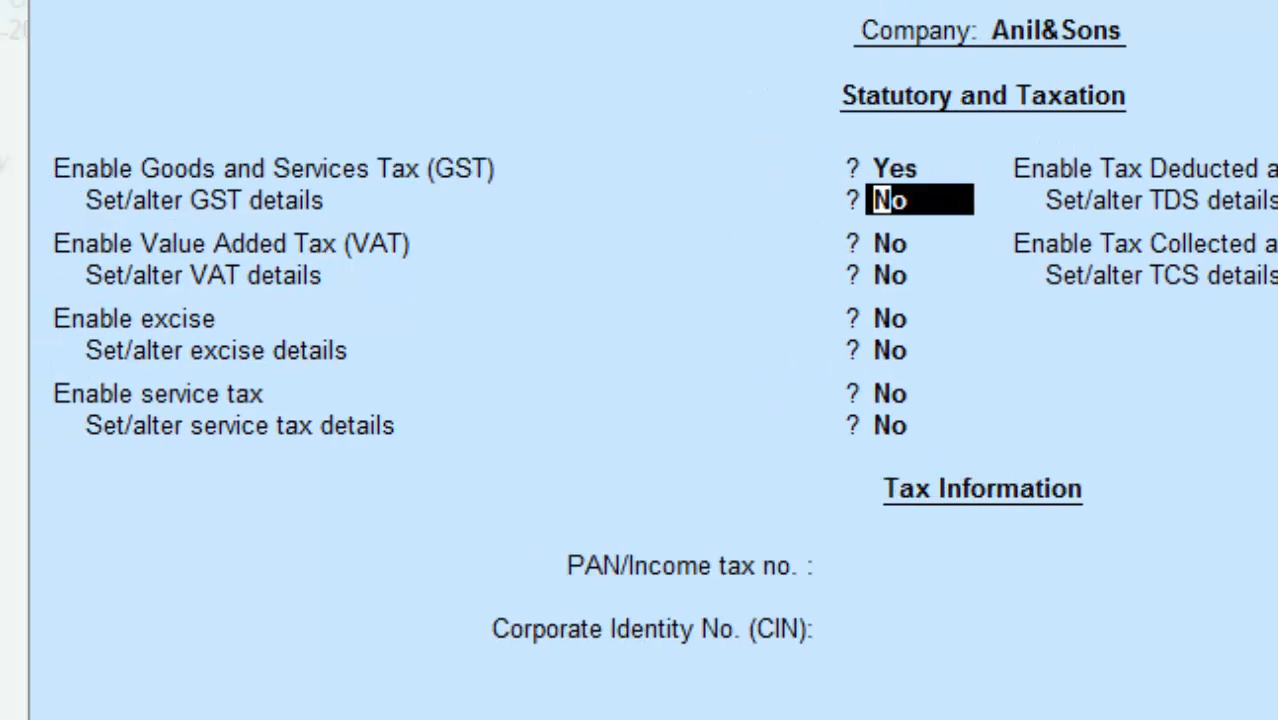 Company: Anil&Sons
Statutory and Taxation
Enable Goods and Services Tax (GST) ? Yes Enable Tax Deducted a
Set/alter GST details ? No Set/alter TDS details
Enable Value Added Tax (VAT) ? No Enable Tax Collected a
Set/alter VAT details ? No Set/alter TCS details
Enable excise ? No
Set/alter excise details ? No
Enable service tax ? No
Set/alter service tax details ? No
Tax Information
PAN/Income tax no. :
Corporate Identity No. (CIN):